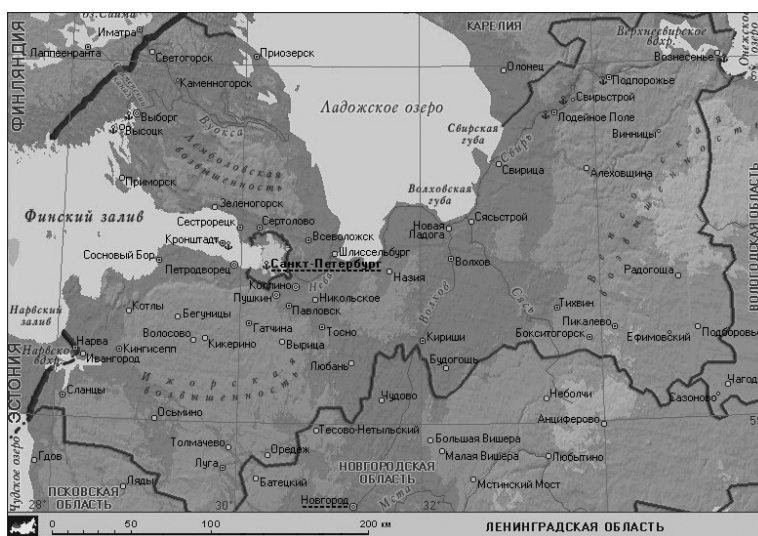 Оз.Сайма
Иматра
Лаппеенранта
Светогорск
Приозерск
КАРЕЛИЯ
Верхнесвирское
вдхр.
Вознесенье
Онежское
озеро
ФИНЛЯНДИЯ
Каменногорск
Олонец
Подпорожье
Ладожское озеро
Свирьстрой
Выборг
Высоцк
Вуокса
Лодейное Поле
Винницы
Свирская
губа
Свирь
Лемболовская
возвышенность
Приморск
Свирица
Алеховщина
Вепсовская
возвышенность
Волховская
губа
Зеленогорск
Финский залив
Сестрорецк
Сертолово
Новая
Ладога
Сясьстрой
Кронштадт
Всеволожск
Шлиссельбург
Сосновый Бор
Петродворец
Санкт-Петербург
Назия
Волхов
Радогоща
ВОЛОГОДСКАЯ ОБЛАСТЬ
Нева
Колпино
Пушкин
Никольское
Павловск
Волхов
Сясь
Нарвский
залив
Котлы
Бегуницы
Тихвин
Гатчина
Тосно
Пикалево
Подборовье
Волосово
Кикерино
Вырица
Кириши
Бокситогорск
Ефимовский
Нарва
Ивангород
Кингисепп
Нарвское
вдхр.
Любань
Будогощь
Ижорская
возвышенность
ЭСТОНИЯ
Сланцы
Чудово
Неболчи
Сазоново
Чагода
Осьмино
Тесово-Нетыльский
Анциферово
Толмачево
Оредеж
Большая Вишера
Малая Вишера
Любытино
Чудское озеро
Гдов
Луга
НОВГОРОДСКАЯ
ОБЛАСТЬ
Ляды
Батецкий
Мстинский Мост
ПСКОВСКАЯ
ОБЛАСТЬ
Мста
28°
30°
Новгород
32°
0
50
100
200 км
ЛЕНИНГРАДСКАЯ ОБЛАСТЬ